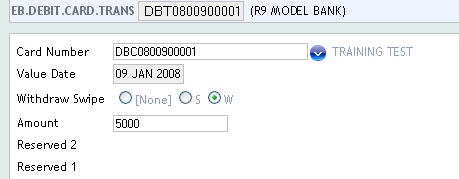 EB.DEBIT.CARD.TRANS DBT0800900001 (R9 MODEL BANK)
Card Number DBC0800900001 TRAINING TEST
Value Date 09 JAN 2008
Withdraw Swipe [None] S W
Amount 5000
Reserved 2
Reserved 1